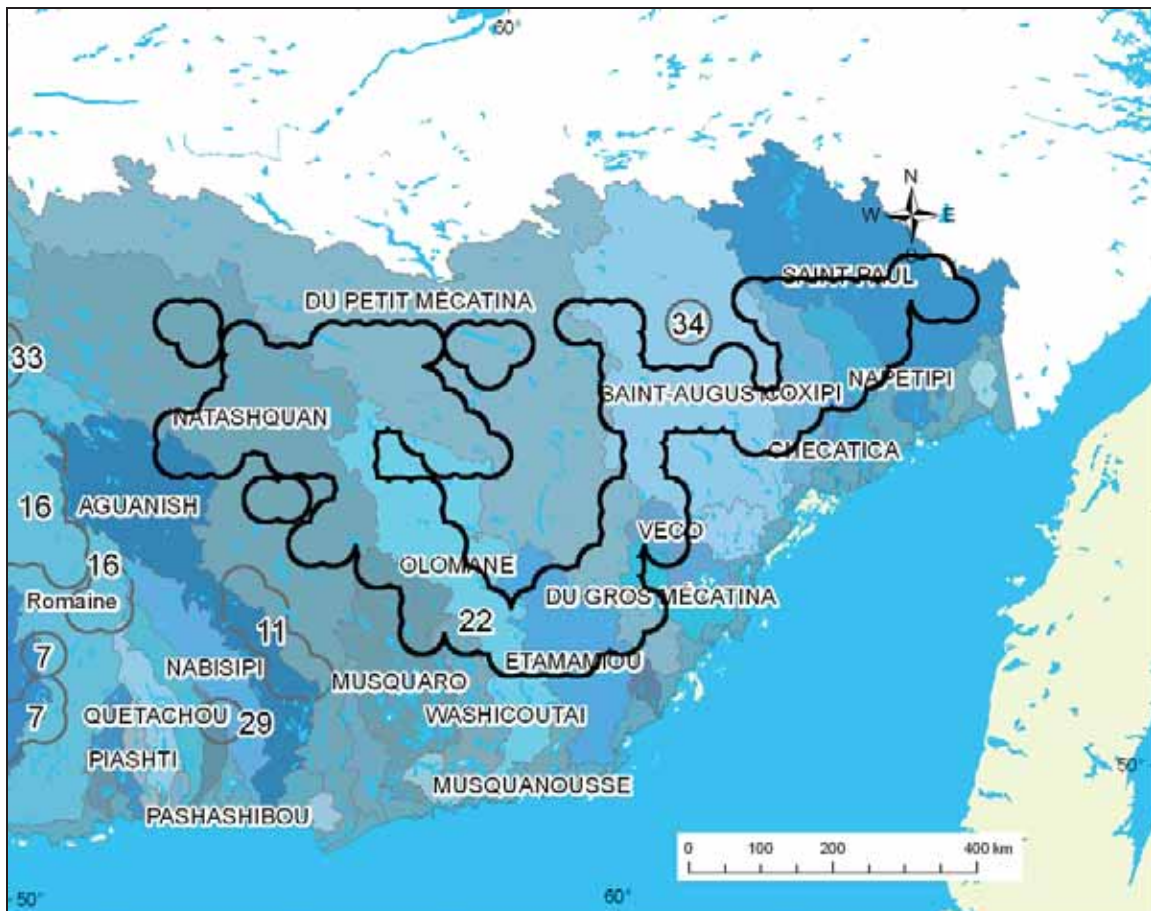 60°
N
W E
SAINT-PAUL
DU PETIT MÉCATINA
34
33
NAPETIPI
SAINT-AUGUST COXIPI
NATASHQUAN
CHECATICA
AGUANISH
16
VECO
16
OLOMANE
Romaine
DU GROS MÉCATINA
22
11
7
NABISIPI
ETAMAMIOU
MUSQUARO
7
QUETACHOU
29
WASHICOUTAI
PIASHTI
50°
MUSQUANOUSSE
PASHASHIBOU
0 100 200 400 km
50°
60°